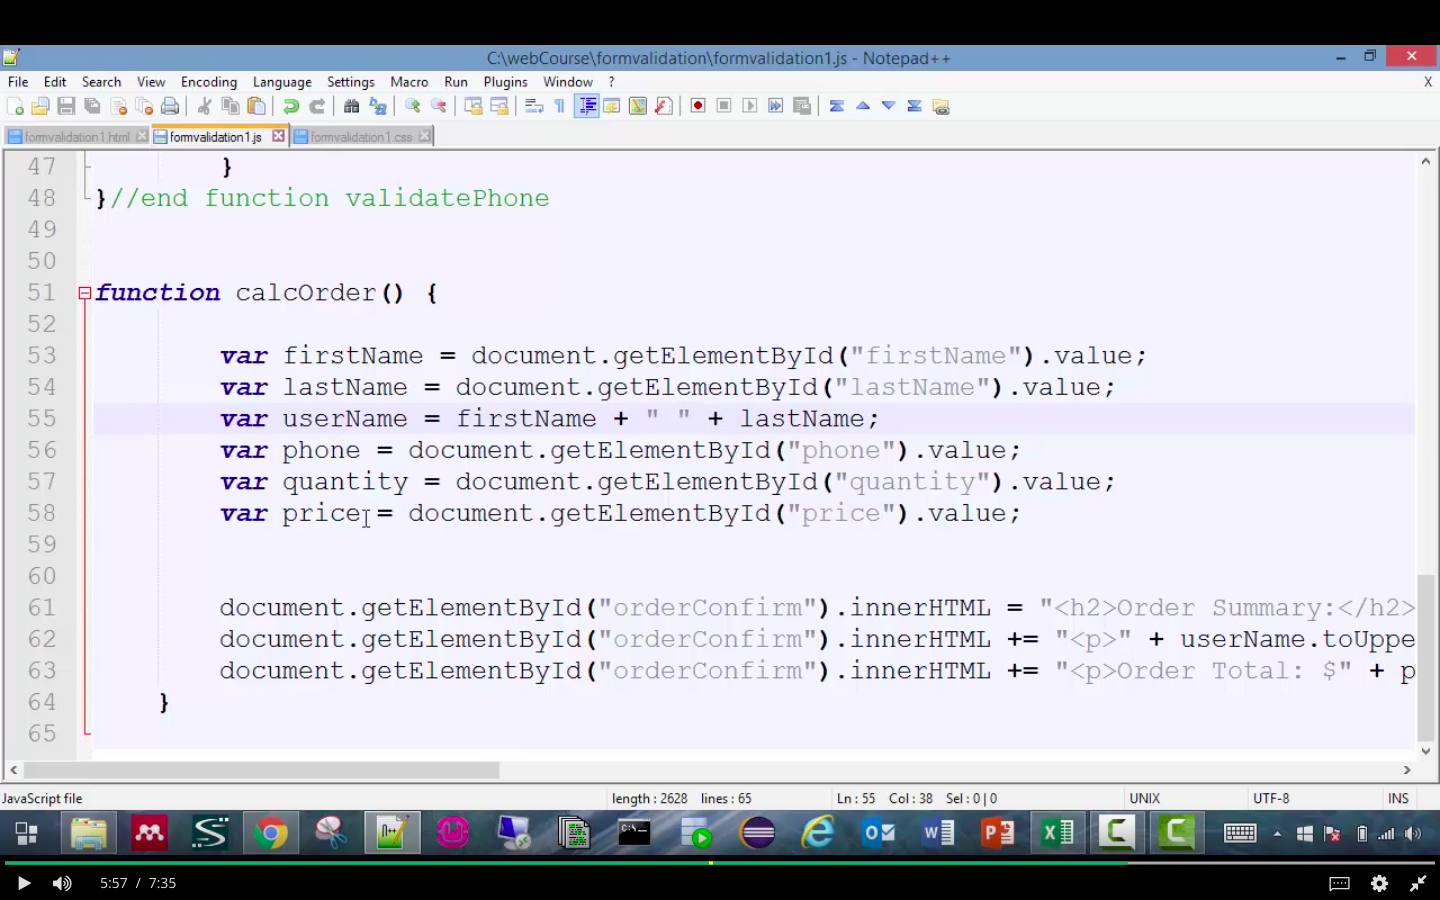 C:\webCourse\formvalidation\formvalidation1.js - Notepad++
File Edit Search View Encoding Language Settings Macro Run Plugins Window ? X
formvalidation1.html formvalidation1.js formvalidation1.css
47 }
48 }//end function validatePhone
49
50
51 function calcOrder() {
52
53 var firstName = document.getElementById("firstName").value;
54 var lastName = document.getElementById("lastName").value;
55 var userName = firstName + " " + lastName;
56 var phone = document.getElementById("phone").value;
57 var quantity = document.getElementById("quantity").value;
58 var price = document.getElementById("price").value;
59
60
61 document.getElementById("orderConfirm").innerHTML = "<h2>Order Summary:</h2>
62 document.getElementById("orderConfirm").innerHTML += "<p>" + userName.toUppe
63 document.getElementById("orderConfirm").innerHTML += "<p>Order Total: $" + p
64 }
65
JavaScript file length : 2628 lines : 65 Ln : 55 Col : 38 Sel : 0 | 0 UNIX UTF-8 INS
5:57 / 7:35